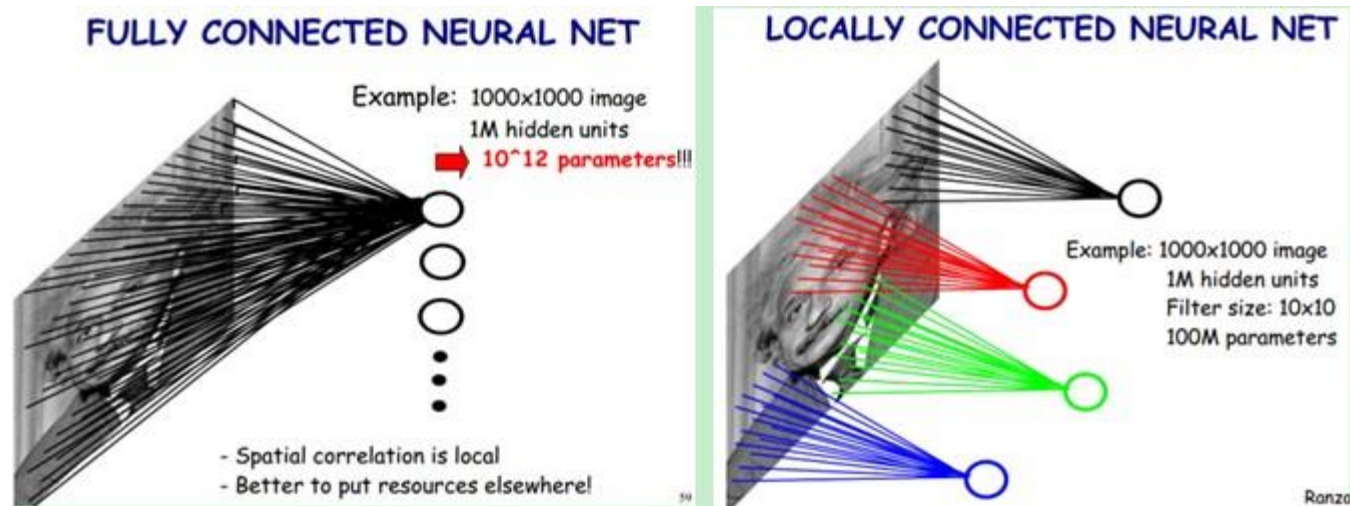 FULLY CONNECTED NEURAL NET
Example: 1000x1000 image
1M hidden units
10^12 parameters!!!
- Spatial correlation is local
- Better to put resources elsewhere!
59
LOCALLY CONNECTED NEURAL NET
Example: 1000x1000 image
1M hidden units
Filter size: 10x10
100M parameters
Ranza